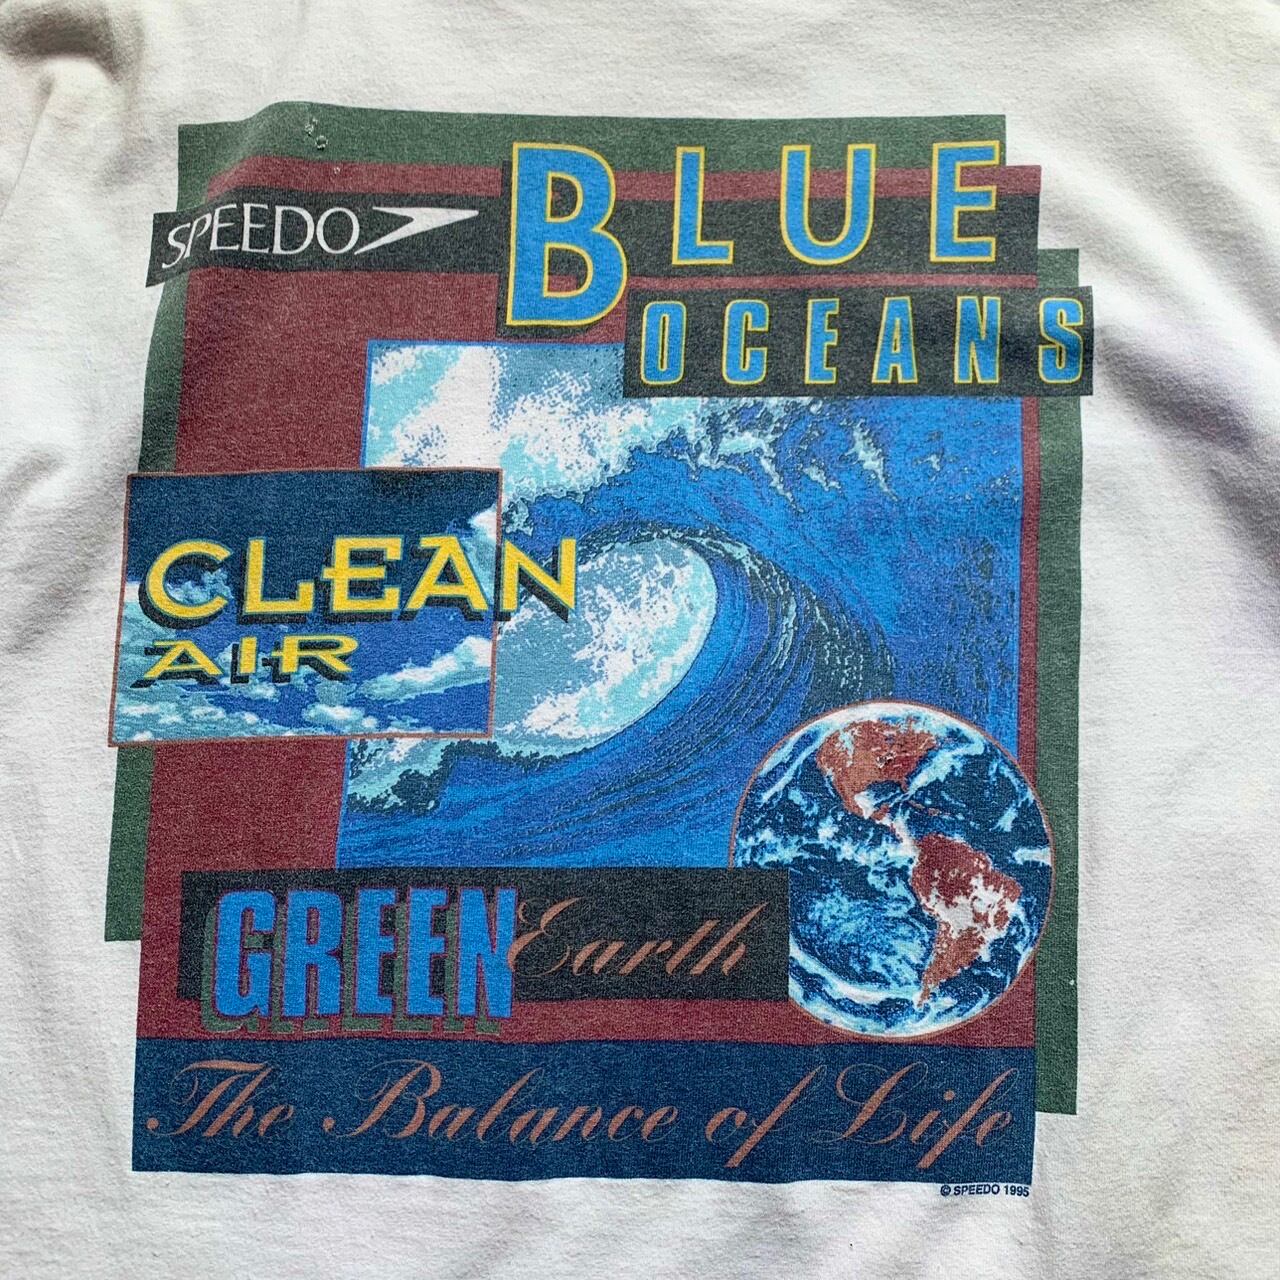 SPEEDO
BLUE
OCEANS
CLEAN
AIR
GREEN Earth
The Balance of Life
© SPEEDO 1995